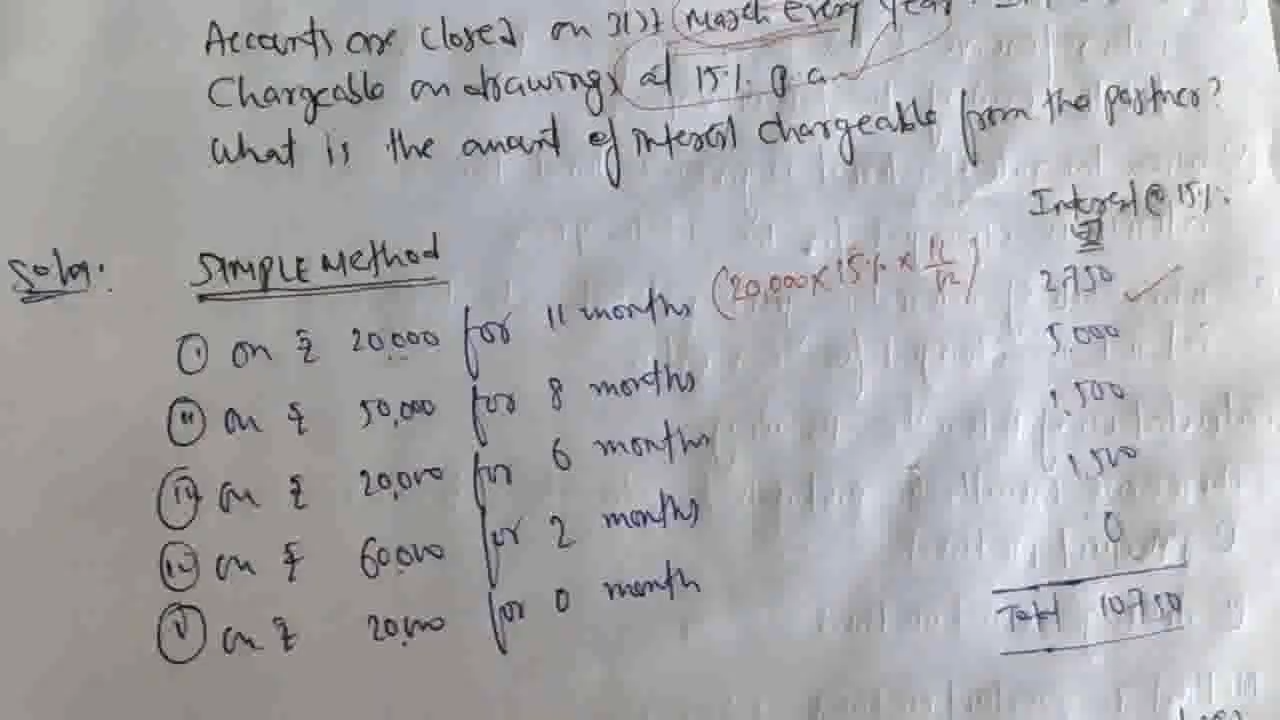 Accounts are closed on 31st March every year.
Chargeable on drawings at 15% p.a
What is the amount of interest chargeable from the partner?
Interest @ 15%
Soln: SIMPLE Method
(i) on ₹ 20,000 for 11 months (20,000 x 15% x 11/12) 2,750
(ii) on ₹ 50,000 for 8 months 5,000
(iii) on ₹ 20,000 for 6 months 1,500
(iv) on ₹ 60,000 for 2 months 1,500
(v) on ₹ 20,000 for 0 month 0
Total 10,750